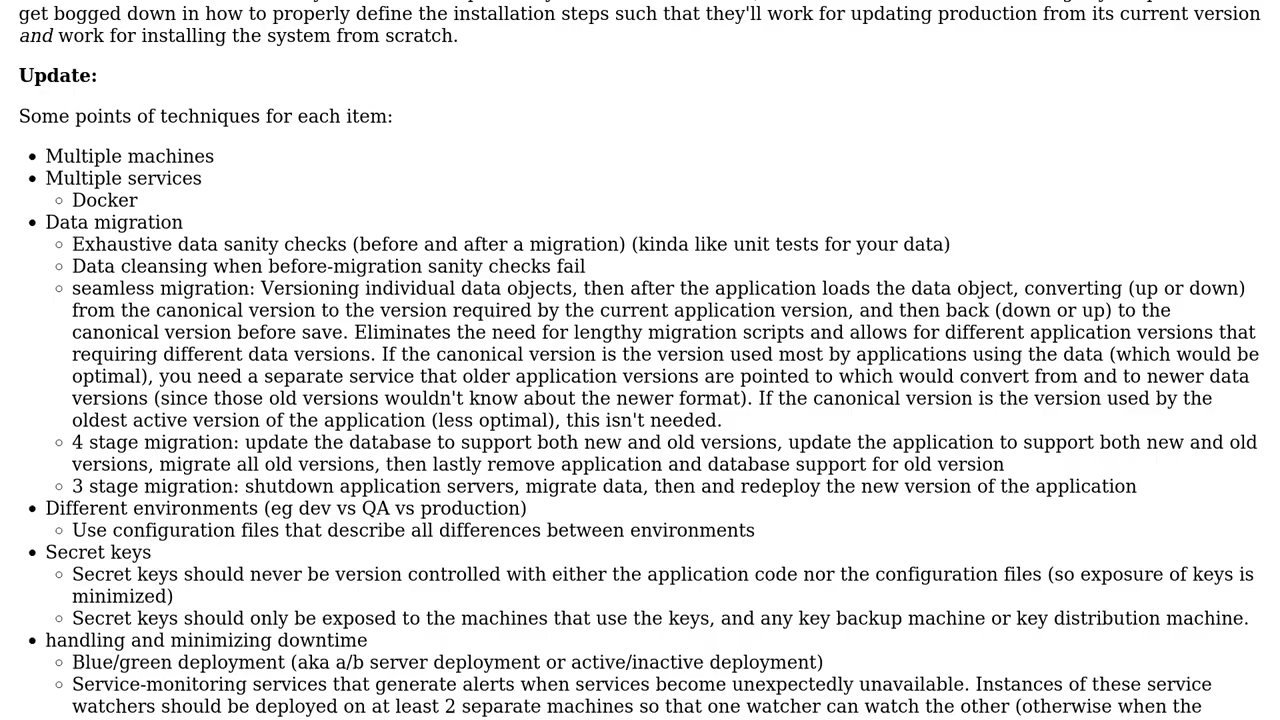 get bogged down in how to properly define the installation steps such that they'll work for updating production from its current version
and work for installing the system from scratch.
Update:
Some points of techniques for each item:
Multiple machines
Multiple services
Docker
Data migration
Exhaustive data sanity checks (before and after a migration) (kinda like unit tests for your data)
Data cleansing when before-migration sanity checks fail
seamless migration: Versioning individual data objects, then after the application loads the data object, converting (up or down)
from the canonical version to the version required by the current application version, and then back (down or up) to the
canonical version before save. Eliminates the need for lengthy migration scripts and allows for different application versions that
requiring different data versions. If the canonical version is the version used most by applications using the data (which would be
optimal), you need a separate service that older application versions are pointed to which would convert from and to newer data
versions (since those old versions wouldn't know about the newer format). If the canonical version is the version used by the
oldest active version of the application (less optimal), this isn't needed.
4 stage migration: update the database to support both new and old versions, update the application to support both new and old
versions, migrate all old versions, then lastly remove application and database support for old version
3 stage migration: shutdown application servers, migrate data, then and redeploy the new version of the application
Different environments (eg dev vs QA vs production)
Use configuration files that describe all differences between environments
Secret keys
Secret keys should never be version controlled with either the application code nor the configuration files (so exposure of keys is
minimized)
Secret keys should only be exposed to the machines that use the keys, and any key backup machine or key distribution machine.
handling and minimizing downtime
Blue/green deployment (aka a/b server deployment or active/inactive deployment)
Service-monitoring services that generate alerts when services become unexpectedly unavailable. Instances of these service
watchers should be deployed on at least 2 separate machines so that one watcher can watch the other (otherwise when the